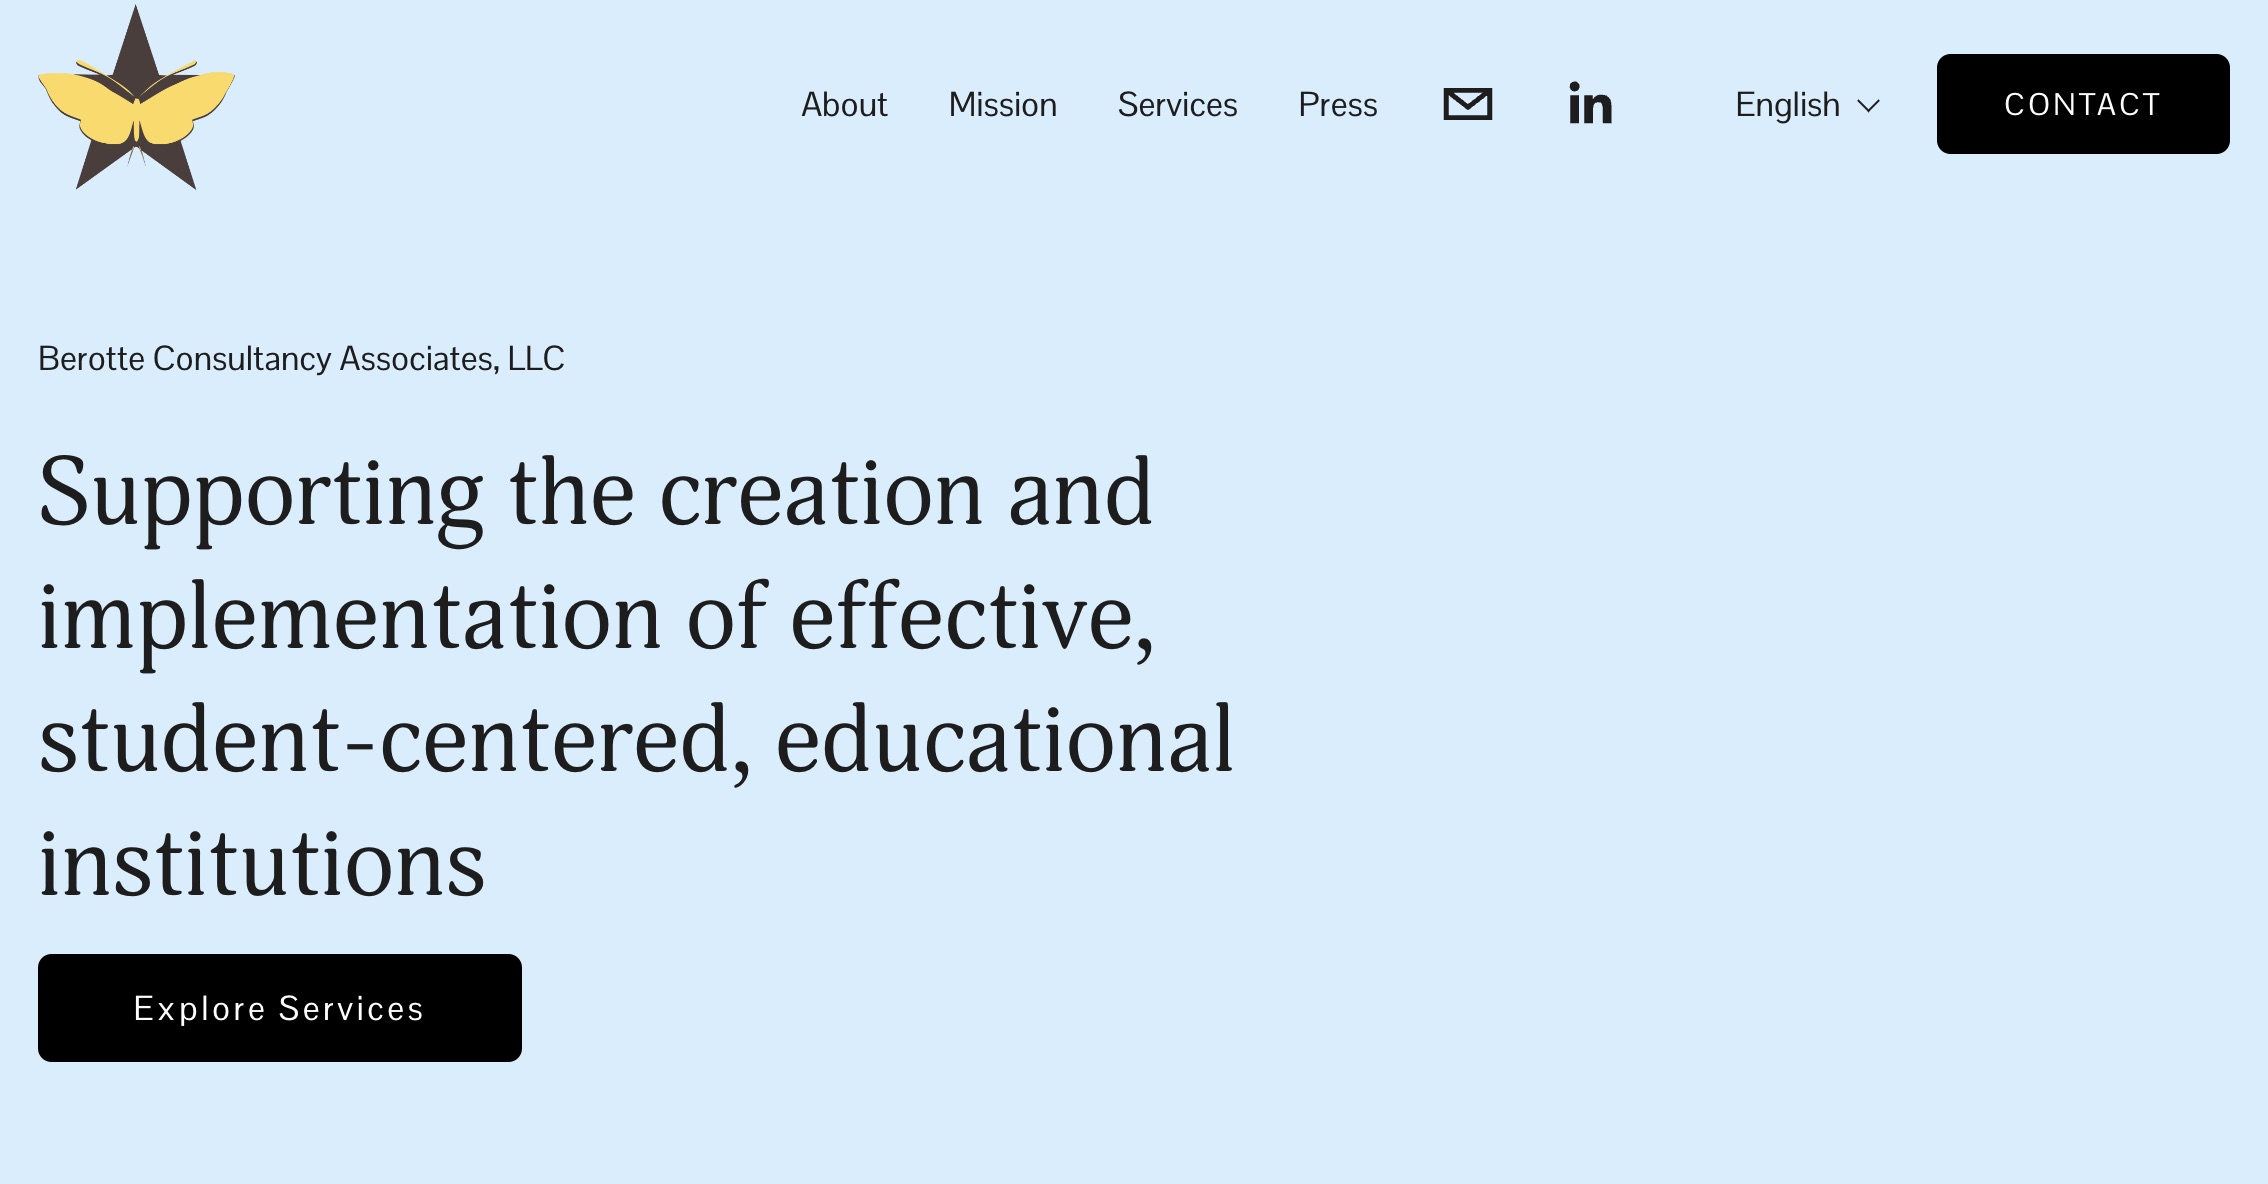 About Mission Services Press in English CONTACT
Berotte Consultancy Associates, LLC
Supporting the creation and
implementation of effective,
student-centered, educational
institutions
Explore Services